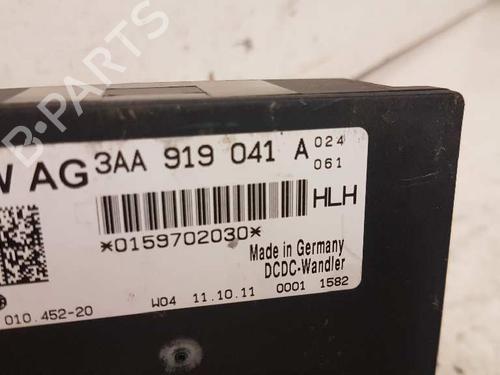 B-PARTS
W AG 3AA 919 041 A 024
061
HLH
*0159702030*
Made in Germany
DCDC-Wandler
010.452-20 W04 11.10.11 0001 1582